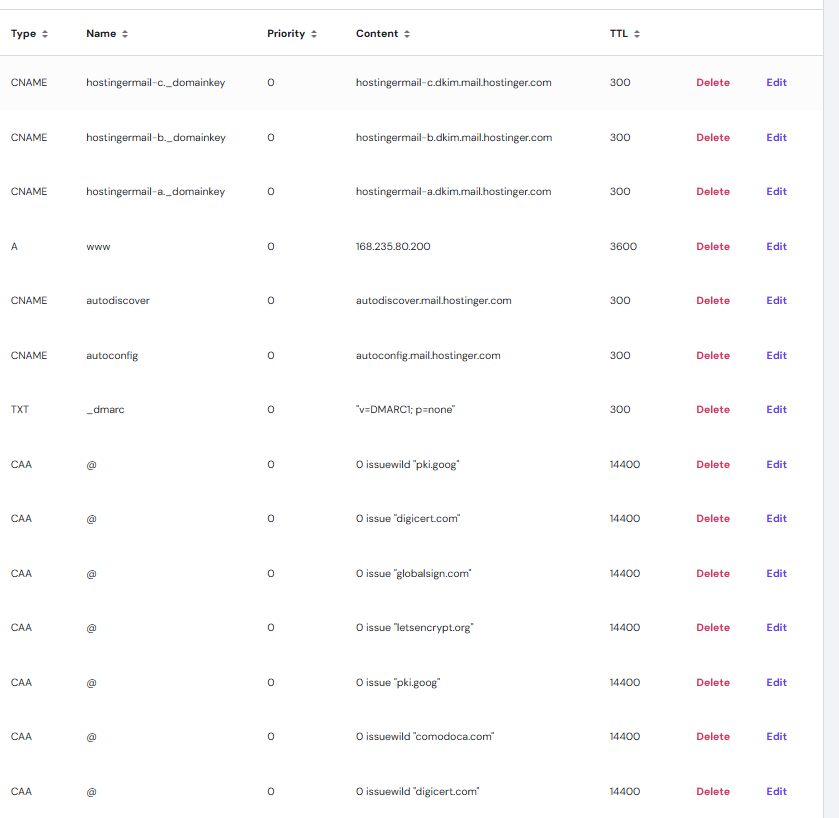 Type Name Priority Content TTL
CNAME hostingermail-c._domainkey 0 hostingermail-c.dkim.mail.hostinger.com 300 Delete Edit
CNAME hostingermail-b._domainkey 0 hostingermail-b.dkim.mail.hostinger.com 300 Delete Edit
CNAME hostingermail-a._domainkey 0 hostingermail-a.dkim.mail.hostinger.com 300 Delete Edit
A www 0 168.235.80.200 3600 Delete Edit
CNAME autodiscover 0 autodiscover.mail.hostinger.com 300 Delete Edit
CNAME autoconfig 0 autoconfig.mail.hostinger.com 300 Delete Edit
TXT _dmarc 0 "v=DMARC1; p=none" 300 Delete Edit
CAA @ 0 0 issuewild "pki.goog" 14400 Delete Edit
CAA @ 0 0 issue "digicert.com" 14400 Delete Edit
CAA @ 0 0 issue "globalsign.com" 14400 Delete Edit
CAA @ 0 0 issue "letsencrypt.org" 14400 Delete Edit
CAA @ 0 0 issue "pki.goog" 14400 Delete Edit
CAA @ 0 0 issuewild "comodoca.com" 14400 Delete Edit
CAA @ 0 0 issuewild "digicert.com" 14400 Delete Edit